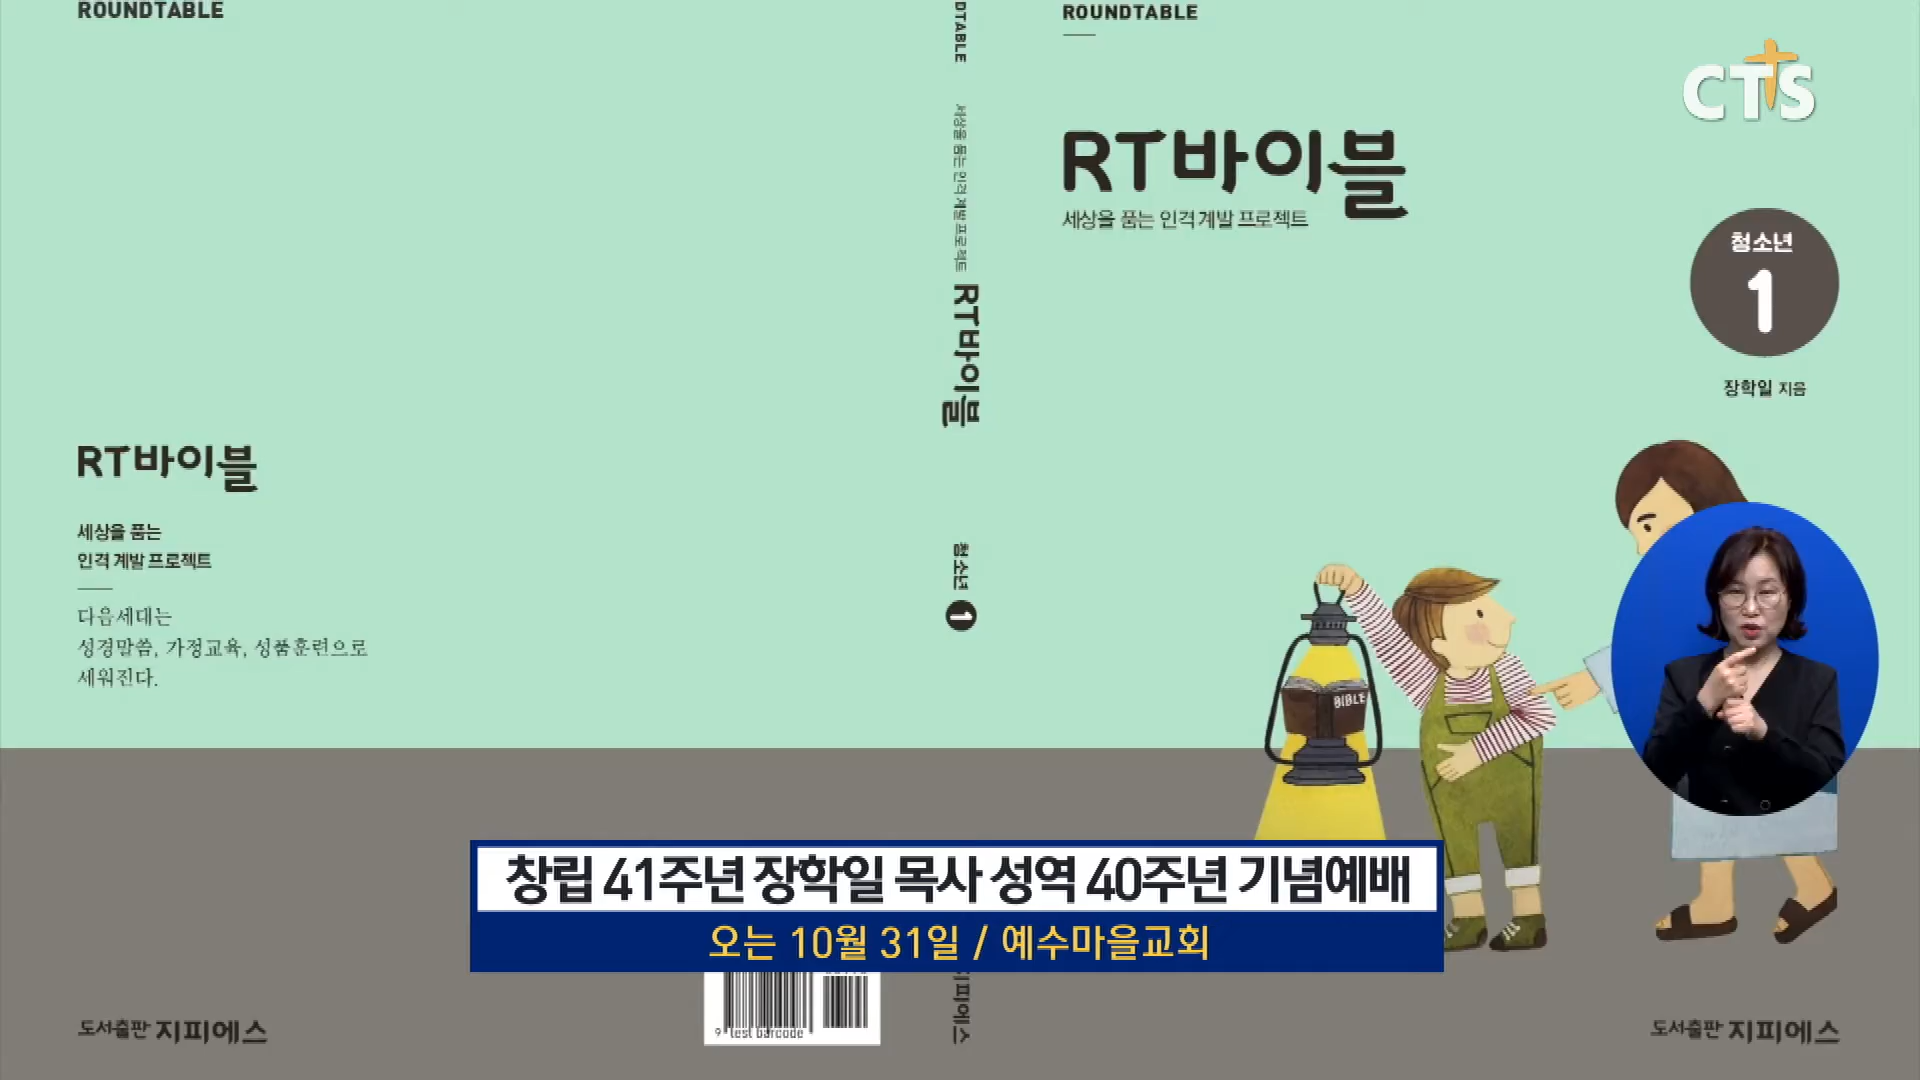 ROUNDTABLE
RT바이블
세상을 품는
인격 계발 프로젝트
다음세대는
성경말씀, 가정교육, 성품훈련으로
세워진다.
도서출판 지피에스
9 test barcode
DTABLE
세상을 품는 인격 계발 프로젝트
RT바이블
청소년 1
지피에스
ROUNDTABLE
RT바이블
세상을 품는 인격 계발 프로젝트
CTS
청소년
1
장학일 지음
BIBLE
창립 41주년 장학일 목사 성역 40주년 기념예배
오는 10월 31일 / 예수마을교회
도서출판 지피에스